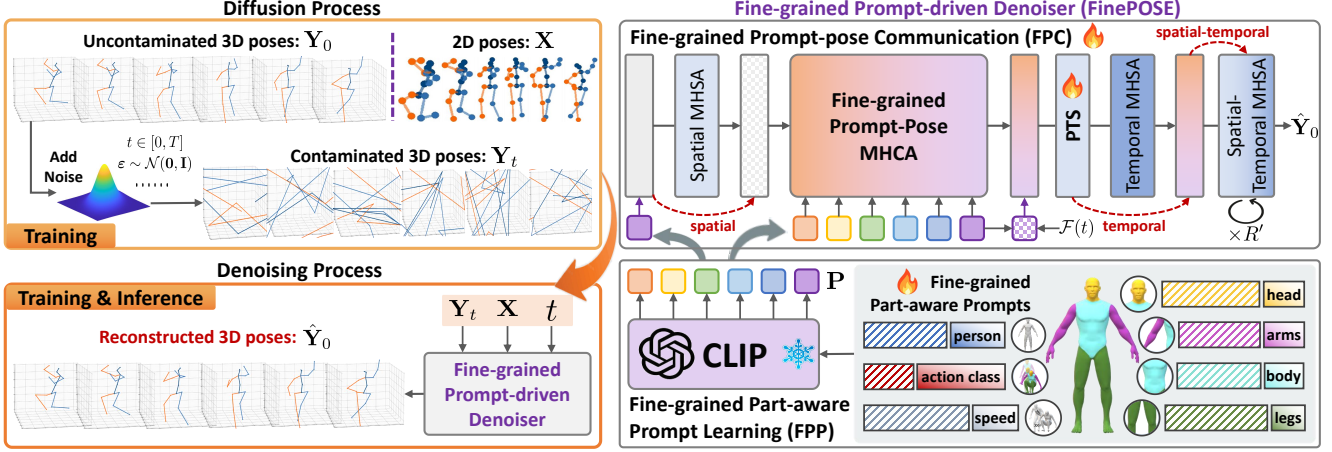 Diffusion Process
Uncontaminated 3D poses: Y₀
2D poses: X
t ∈ [0, T]
ε ∼ 𝒩(0, I)
......
Add
Noise
Contaminated 3D poses: Yₜ
Training
Denoising Process
Training & Inference
Reconstructed 3D poses: Ŷ₀
Yₜ X t
Fine-grained
Prompt-driven
Denoiser
Fine-grained Prompt-driven Denoiser (FinePOSE)
Fine-grained Prompt-pose Communication (FPC)
spatial-temporal
Spatial MHSA
Fine-grained
Prompt-Pose
MHCA
PTS
Temporal MHSA
Spatial-
Temporal MHSA
Ŷ₀
spatial
ℱ(t)
temporal
×R′
P
CLIP
Fine-grained Part-aware
Prompt Learning (FPP)
Fine-grained
Part-aware Prompts
person
action class
speed
head
arms
body
legs